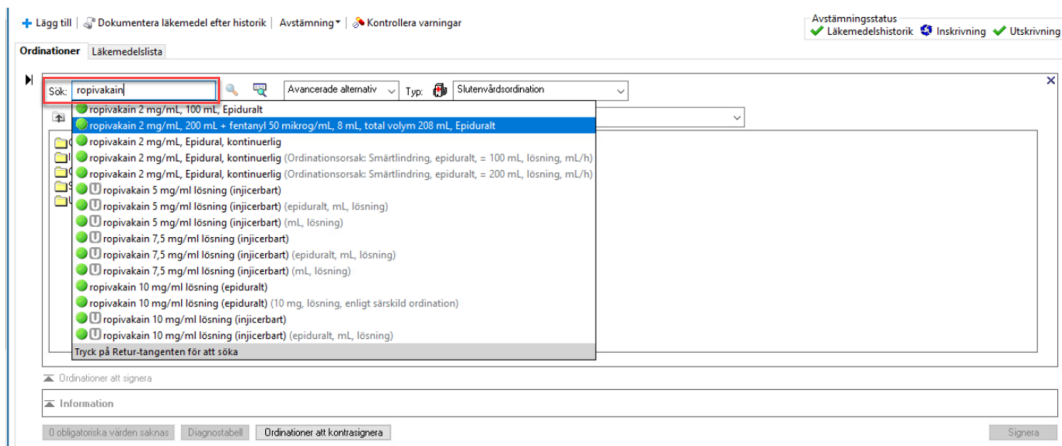 Lägg till | Dokumentera läkemedel efter historik | Avstämning | Kontrollera varningar
Avstämningsstatus
Läkemedelshistorik Inskrivning Utskrivning
Ordinationer Läkemedelslista
Sök: ropivakain Avancerade alternativ Typ: Slutenvårdsordination
ropivakain 2 mg/mL, 100 mL, Epiduralt
ropivakain 2 mg/mL, 200 mL + fentanyl 50 mikrog/mL, 8 mL, total volym 208 mL, Epiduralt
ropivakain 2 mg/mL, Epidural, kontinuerlig
ropivakain 2 mg/mL, Epidural, kontinuerlig (Ordinationsorsak: Smärtlindring, epiduralt, = 100 mL, lösning, mL/h)
ropivakain 2 mg/mL, Epidural, kontinuerlig (Ordinationsorsak: Smärtlindring, epiduralt, = 200 mL, lösning, mL/h)
U ropivakain 5 mg/ml lösning (injicerbart)
U ropivakain 5 mg/ml lösning (injicerbart) (epiduralt, mL, lösning)
U ropivakain 5 mg/ml lösning (injicerbart) (mL, lösning)
U ropivakain 7,5 mg/ml lösning (injicerbart)
U ropivakain 7,5 mg/ml lösning (injicerbart) (epiduralt, mL, lösning)
U ropivakain 7,5 mg/ml lösning (injicerbart) (mL, lösning)
ropivakain 10 mg/ml lösning (epiduralt)
ropivakain 10 mg/ml lösning (epiduralt) (10 mg, lösning, enligt särskild ordination)
U ropivakain 10 mg/ml lösning (injicerbart)
U ropivakain 10 mg/ml lösning (injicerbart) (epiduralt, mL, lösning)
Tryck på Retur-tangenten för att söka
Ordinationer att signera
Information
0 obligatoriska värden saknas Diagnostabell Ordinationer att kontrasignera Signera